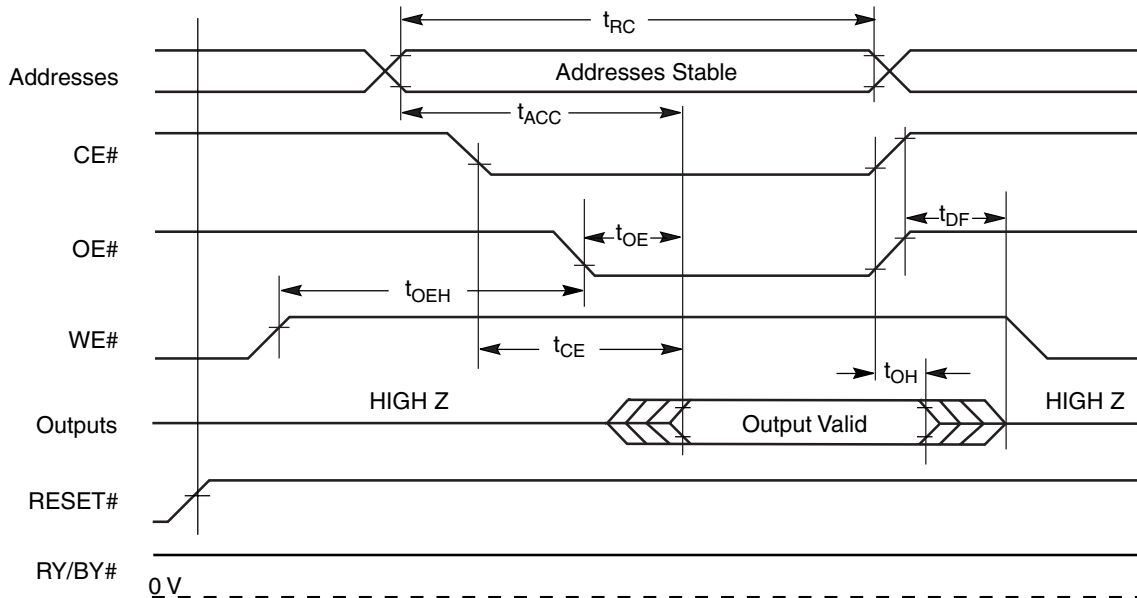 tRC
Addresses
Addresses Stable
tACC
CE#
tDF
OE#
tOE
tOEH
WE#
tCE
tOH
HIGH Z
HIGH Z
Outputs
Output Valid
RESET#
RY/BY#
0 V